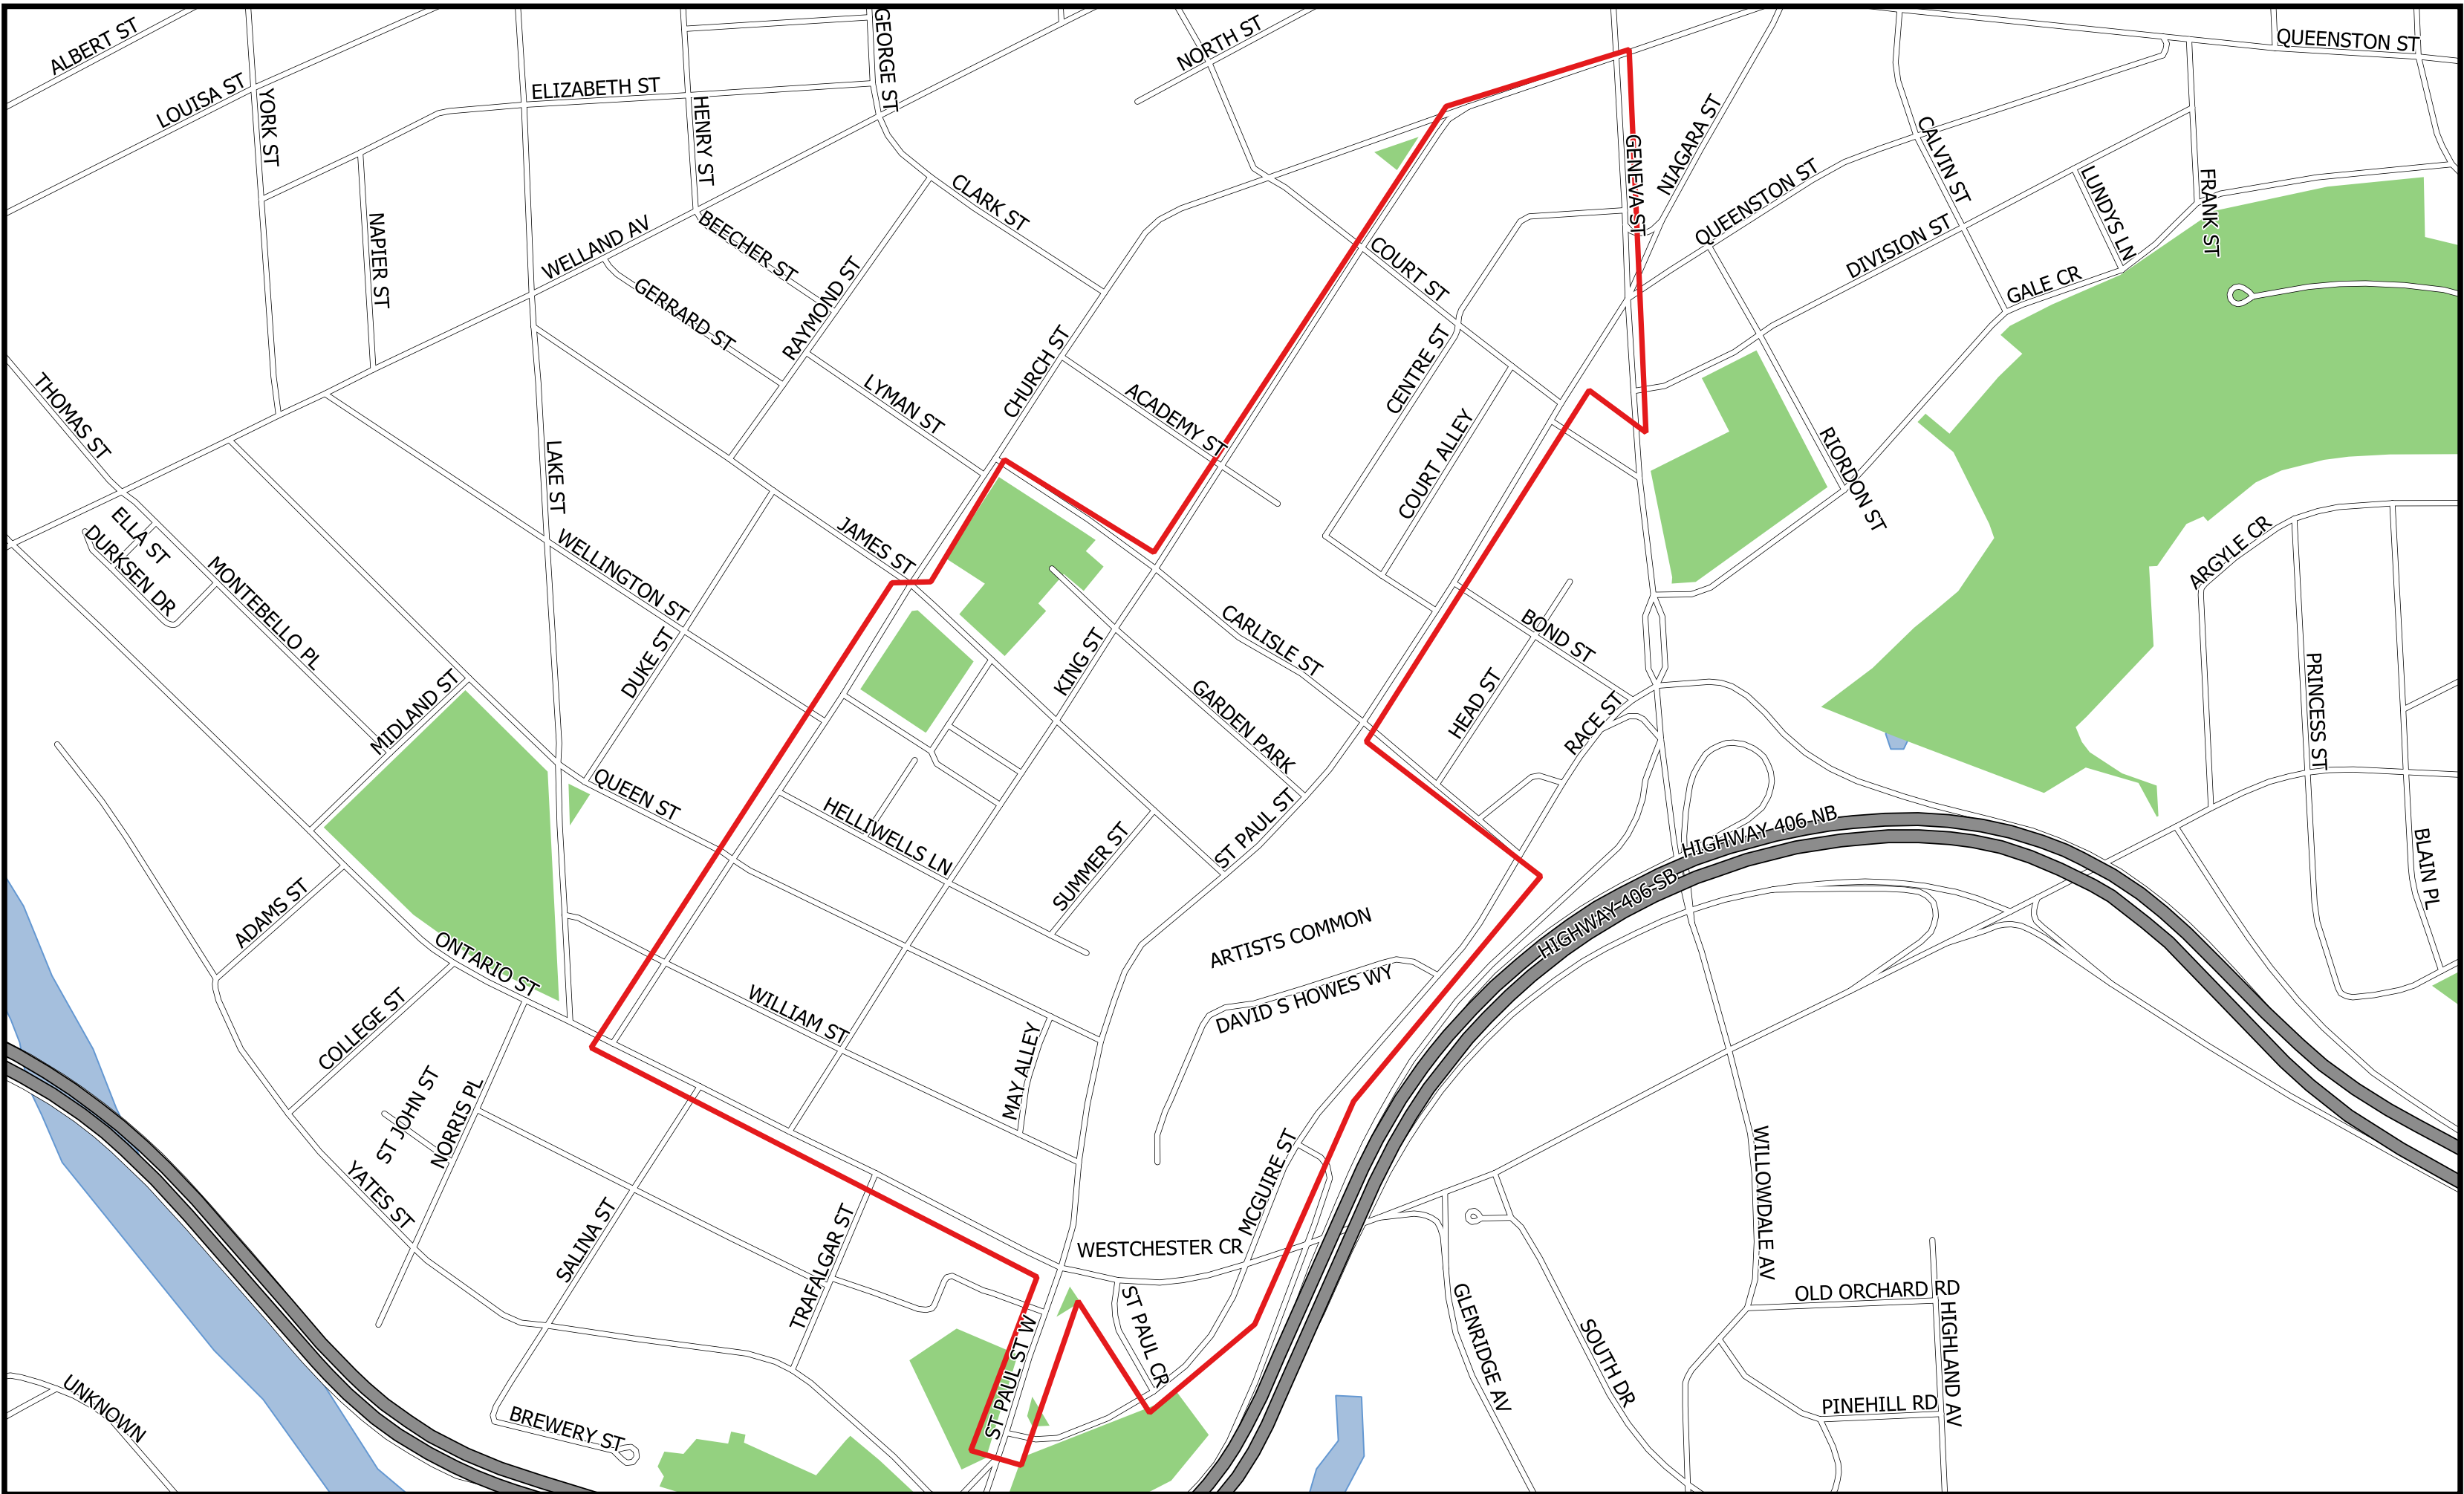 ALBERT ST
GEORGE ST
NORTH ST
QUEENSTON ST
LOUISA ST
ELIZABETH ST
YORK ST
HENRY ST
NIAGARA ST
GENEVA ST
CALVIN ST
CLARK ST
QUEENSTON ST
LUNDYS LN
FRANK ST
NAPIER ST
WELLAND AV
BEECHER ST
COURT ST
DIVISION ST
GALE CR
GERRARD ST
RAYMOND ST
CHURCH ST
CENTRE ST
THOMAS ST
LYMAN ST
ACADEMY ST
COURT ALLEY
RIORDON ST
LAKE ST
ELLA ST
DURKSEN DR
JAMES ST
ARGYLE CR
MONTEBELLO PL
WELLINGTON ST
DUKE ST
KING ST
CARLISLE ST
BOND ST
MIDLAND ST
GARDEN PARK
HEAD ST
RACE ST
PRINCESS ST
QUEEN ST
HELLIWELLS LN
ST PAUL ST
SUMMER ST
HIGHWAY 406 NB
HIGHWAY 406 SB
BLAIN PL
ADAMS ST
ONTARIO ST
ARTISTS COMMON
DAVID S HOWES WY
COLLEGE ST
WILLIAM ST
MAY ALLEY
ST JOHN ST
NORRIS PL
YATES ST
MCGUIRE ST
WILLOWDALE AV
SALINA ST
TRAFALGAR ST
WESTCHESTER CR
ST PAUL CR
GLENRIDGE AV
SOUTH DR
OLD ORCHARD RD
HIGHLAND AV
ST PAUL ST W
UNKNOWN
BREWERY ST
PINEHILL RD